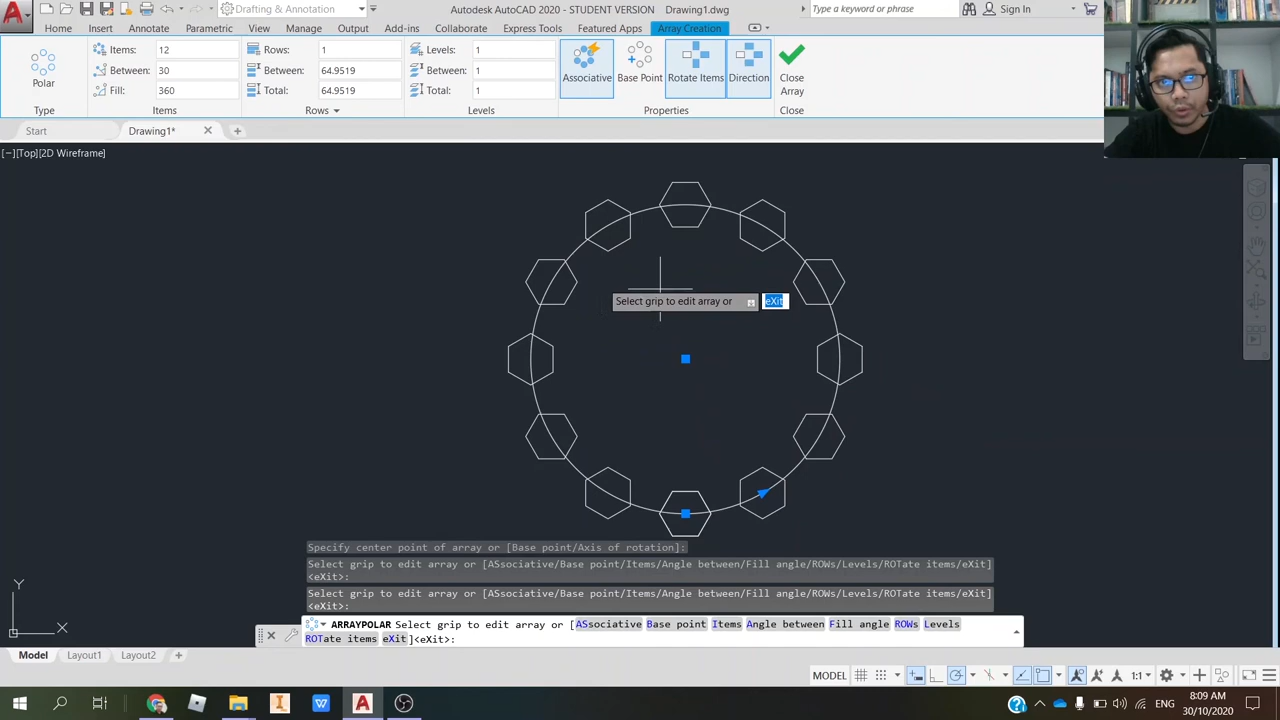 Drafting & Annotation
Autodesk AutoCAD 2020 - STUDENT VERSION Drawing1.dwg
Type a keyword or phrase
Sign In
Home Insert Annotate Parametric View Manage Output Add-ins Collaborate Express Tools Featured Apps Array Creation
Polar
Type
Items: 12
Between: 30
Fill: 360
Items
Rows: 1
Between: 64.9519
Total: 64.9519
Rows
Levels: 1
Between: 1
Total: 1
Levels
Associative
Base Point
Rotate Items
Direction
Properties
Close
Array
Close
Start Drawing1*
[−][Top][2D Wireframe]
Select grip to edit array or eXit
Specify center point of array or [Base point/Axis of rotation]:
Select grip to edit array or [ASsociative/Base point/Items/Angle between/Fill angle/ROWs/Levels/ROTate items/eXit]
<eXit>:
Select grip to edit array or [ASsociative/Base point/Items/Angle between/Fill angle/ROWs/Levels/ROTate items/eXit]
<eXit>:
ARRAYPOLAR Select grip to edit array or [ASsociative Base point Items Angle between Fill angle ROWs Levels
ROTate items eXit]<eXit>:
Y
X
Model Layout1 Layout2
MODEL 1:1
ENG
8:09 AM
30/10/2020